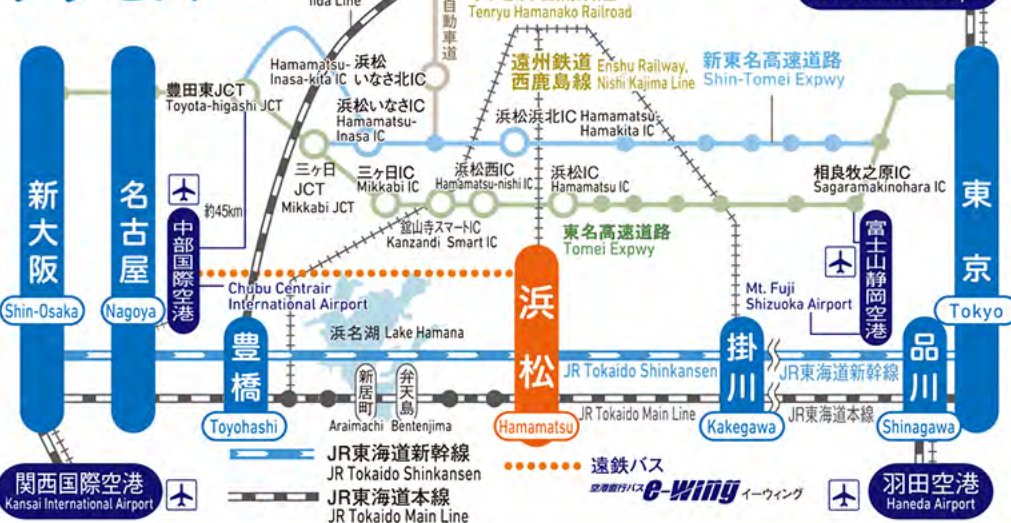 Iida Line
自動車道
Tenryu Hamanako Railroad
遠州鉄道 Enshu Railway,
西鹿島線 Nishi Kajima Line
新東名高速道路
Shin-Tomei Expwy
Hamamatsu-
Inasa-kita IC
浜松
いなさ北IC
豊田東JCT
Toyota-higashi JCT
浜松いなさIC
Hamamatsu-
Inasa IC
浜松浜北IC Hamamatsu-
Hamakita IC
三ヶ日
JCT
Mikkabi JCT
三ヶ日IC
Mikkabi IC
浜松西IC
Hamamatsu-nishi IC
浜松IC
Hamamatsu IC
相良牧之原IC
Sagaramakinohara IC
舘山寺スマートIC
Kanzandi Smart IC
東名高速道路
Tomei Expwy
約45km
新大阪
Shin-Osaka
名古屋
Nagoya
中部国際空港
Chubu Centrair
International Airport
浜名湖 Lake Hamana
豊橋
Toyohashi
新居町
Araimachi
弁天島
Bentenjima
浜松
Hamamatsu
Mt. Fuji
Shizuoka Airport
富士山静岡空港
掛川
Kakegawa
品川
Shinagawa
東京
Tokyo
JR Tokaido Shinkansen
JR東海道新幹線
JR Tokaido Main Line
JR東海道本線
関西国際空港
Kansai International Airport
JR東海道新幹線
JR Tokaido Shinkansen
JR東海道本線
JR Tokaido Main Line
遠鉄バス
空港直行バスe-wing イーウィング
羽田空港
Haneda Airport